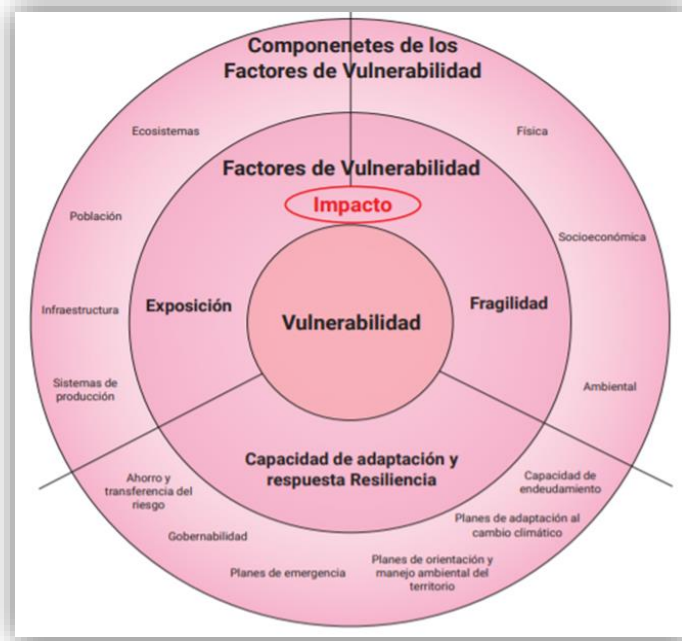 Componenetes de los
Factores de Vulnerabilidad
Ecosistemas
Física
Factores de Vulnerabilidad
Impacto
Población
Socioeconómica
Exposición
Fragilidad
Infraestructura
Vulnerabilidad
Sistemas de
producción
Ambiental
Capacidad de adaptación y
respuesta Resiliencia
Ahorro y
transferencia del
riesgo
Capacidad de
endeudamiento
Planes de adaptación al
cambio climático
Gobernabilidad
Planes de emergencia
Planes de orientación y
manejo ambiental del
territorio